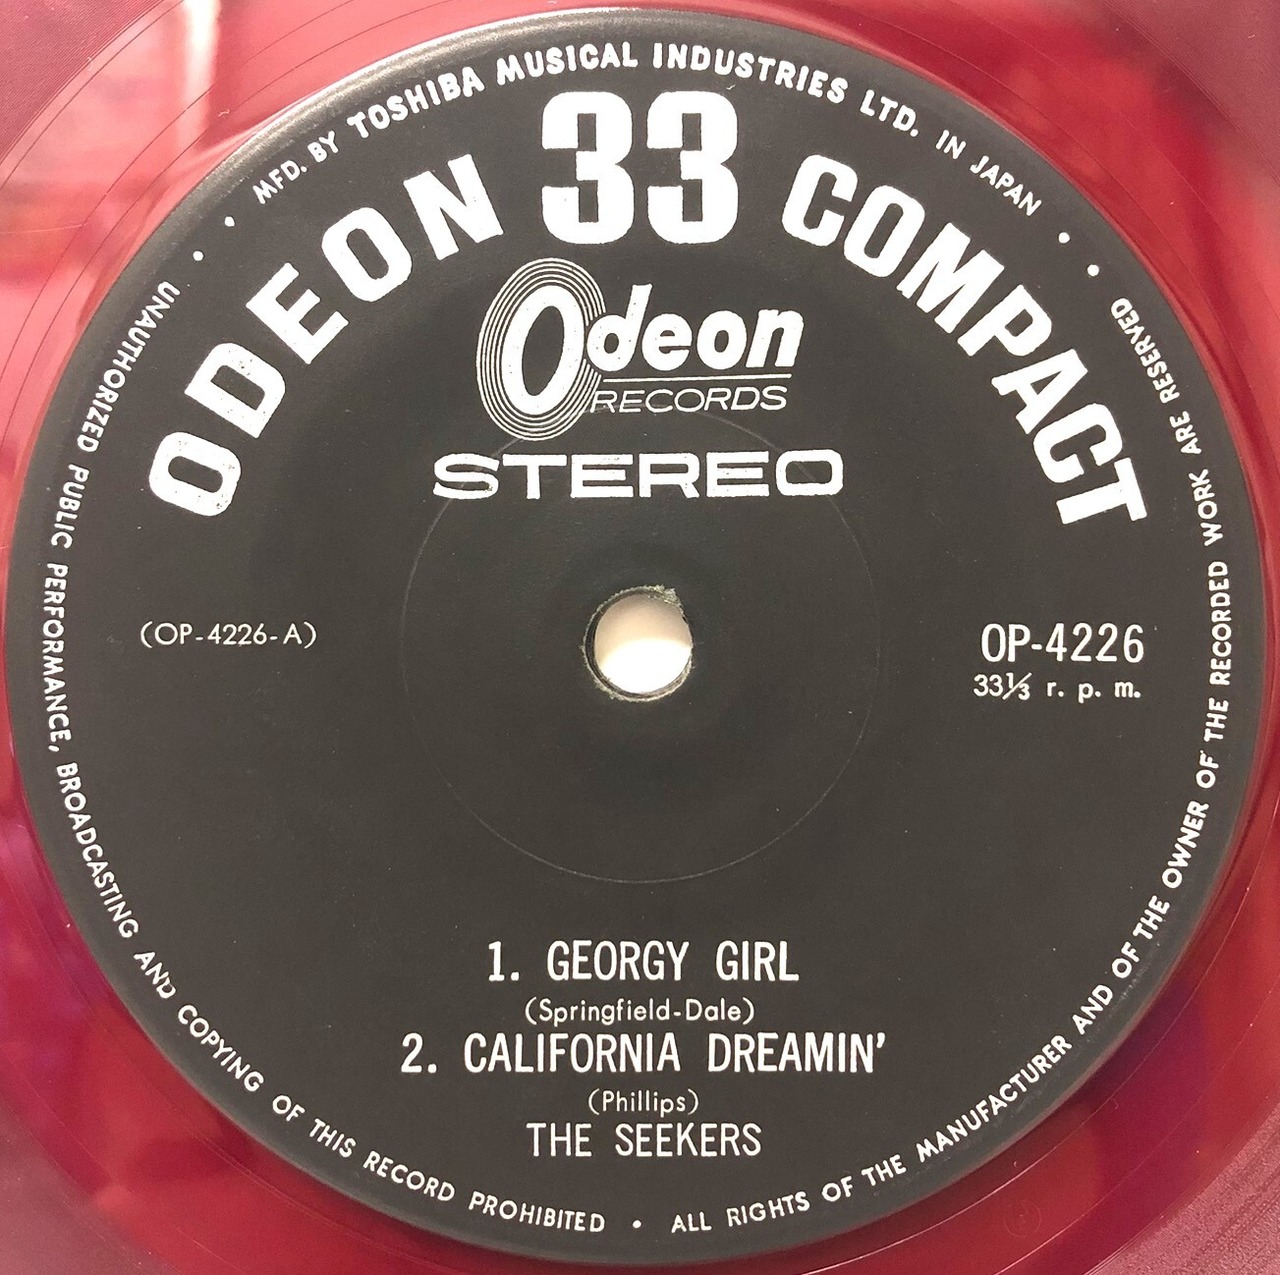 MFD. BY TOSHIBA MUSICAL INDUSTRIES LTD. IN JAPAN
ODEON 33 COMPACT
Odeon
RECORDS
STEREO
(OP-4226-A)
OP-4226
33⅓ r. p. m.
1. GEORGY GIRL
(Springfield-Dale)
2. CALIFORNIA DREAMIN'
(Phillips)
THE SEEKERS
UNAUTHORIZED PUBLIC PERFORMANCE, BROADCASTING AND COPYING OF THIS RECORD PROHIBITED • ALL RIGHTS OF THE MANUFACTURER AND OF THE OWNER OF THE RECORDED WORK ARE RESERVED